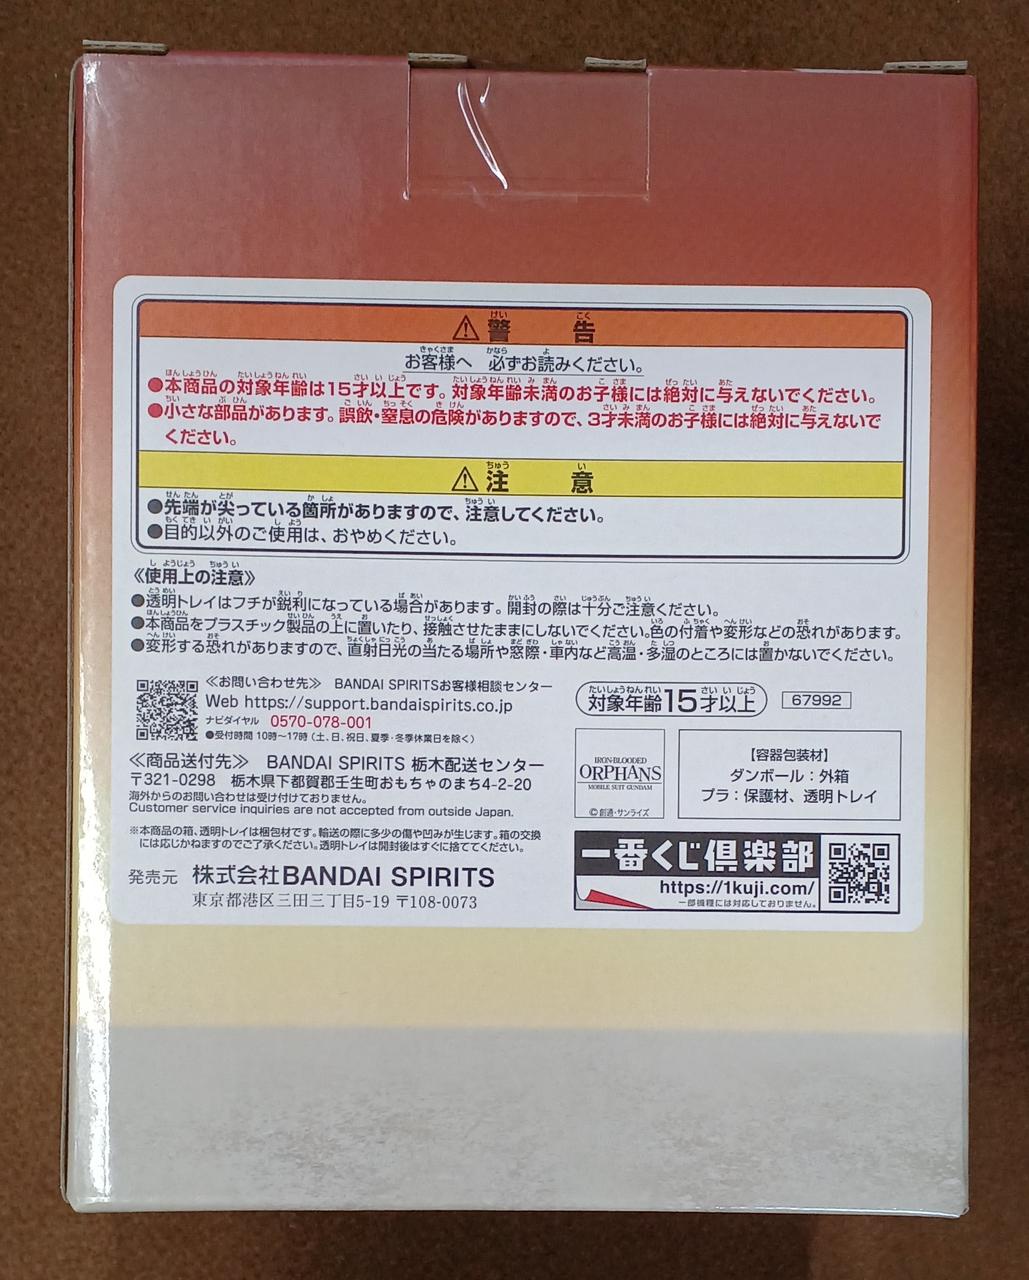 ⚠警告
お客様へ 必ずお読みください。
●本商品の対象年齢は15才以上です。対象年齢未満のお子様には絶対に与えないでください。
●小さな部品があります。誤飲・窒息の危険がありますので、3才未満のお子様には絶対に与えないで
ください。
⚠注意
●先端が尖っている箇所がありますので、注意してください。
●目的以外のご使用は、おやめください。
《使用上の注意》
●透明トレイはフチが鋭利になっている場合があります。開封の際は十分ご注意ください。
●本商品をプラスチック製品の上に置いたり、接触させたままにしないでください。色の付着や変形などの恐れがあります。
●変形する恐れがありますので、直射日光の当たる場所や窓際・車内など高温・多湿のところには置かないでください。
≪お問い合わせ先≫ BANDAI SPIRITSお客様相談センター
Web https://support.bandaispirits.co.jp
ナビダイヤル 0570-078-001
●受付時間 10時～17時(土、日、祝日、夏季・冬季休業日を除く)
≪商品送付先≫ BANDAI SPIRITS 栃木配送センター
〒321-0298 栃木県下都賀郡壬生町おもちゃのまち4-2-20
海外からのお問い合わせは受け付けておりません。
Customer service inquiries are not accepted from outside Japan.
※本商品の箱、透明トレイは梱包材です。輸送の際に多少の傷や凹みが生じます。箱の交換
には応じかねますのでご了承ください。透明トレイは開封後はすぐに捨ててください。
発売元 株式会社BANDAI SPIRITS
東京都港区三田三丁目5-19 〒108-0073
対象年齢15才以上
67992
IRON-BLOODED
ORPHANS
MOBILE SUIT GUNDAM
©創通・サンライズ
【容器包装材】
ダンボール：外箱
プラ：保護材、透明トレイ
一番くじ倶楽部
https://1kuji.com/
一部機種には対応しておりません。